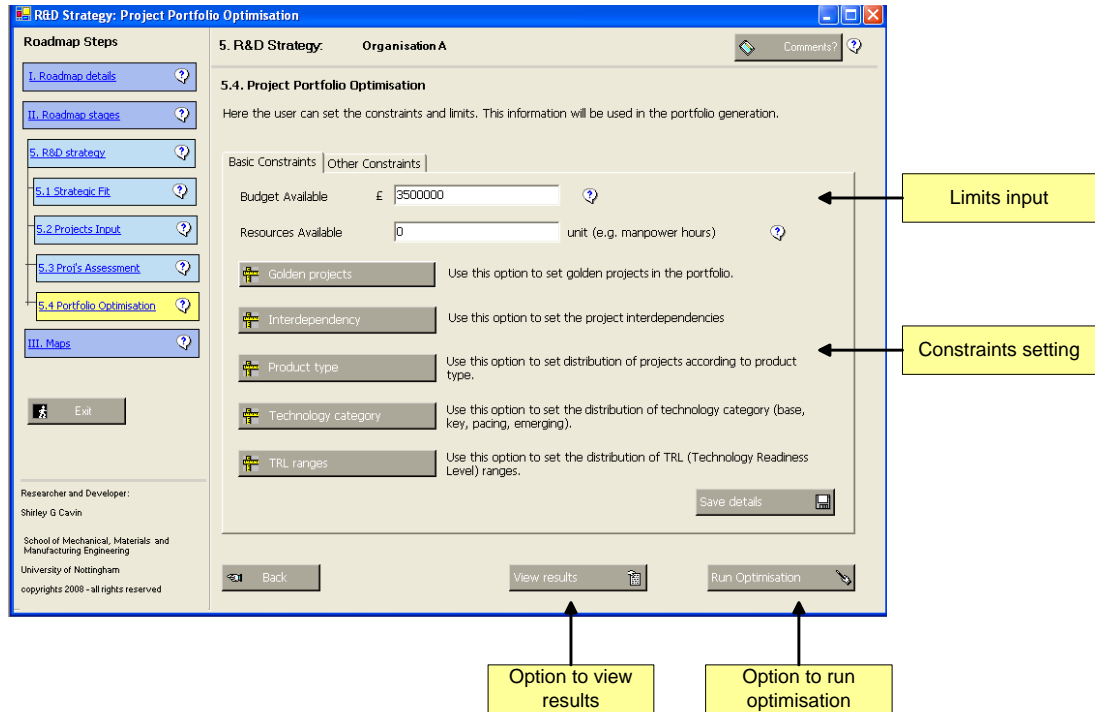 R&D Strategy: Project Portfolio Optimisation
Roadmap Steps
I. Roadmap details
II. Roadmap stages
5. R&D strategy
5.1 Strategic Fit
5.2 Projects Input
5.3 Proj's Assessment
5.4 Portfolio Optimisation
III. Maps
Exit
Researcher and Developer:
Shirley G Cavin
School of Mechanical, Materials and
Manufacturing Engineering
University of Nottingham
copyrights 2008 - all rights reserved
5. R&D Strategy: Organisation A
Comments?
5.4. Project Portfolio Optimisation
Here the user can set the constraints and limits. This information will be used in the portfolio generation.
Basic Constraints Other Constraints
Budget Available £ 3500000
Resources Available 0 unit (e.g. manpower hours)
Golden projects Use this option to set golden projects in the portfolio.
Interdependency Use this option to set the project interdependencies
Product type Use this option to set distribution of projects according to product
type.
Technology category Use this option to set the distribution of technology category (base,
key, pacing, emerging).
TRL ranges Use this option to set the distribution of TRL (Technology Readiness
Level) ranges.
Save details
Back View results Run Optimisation
Limits input
Constraints setting
Option to view
results
Option to run
optimisation